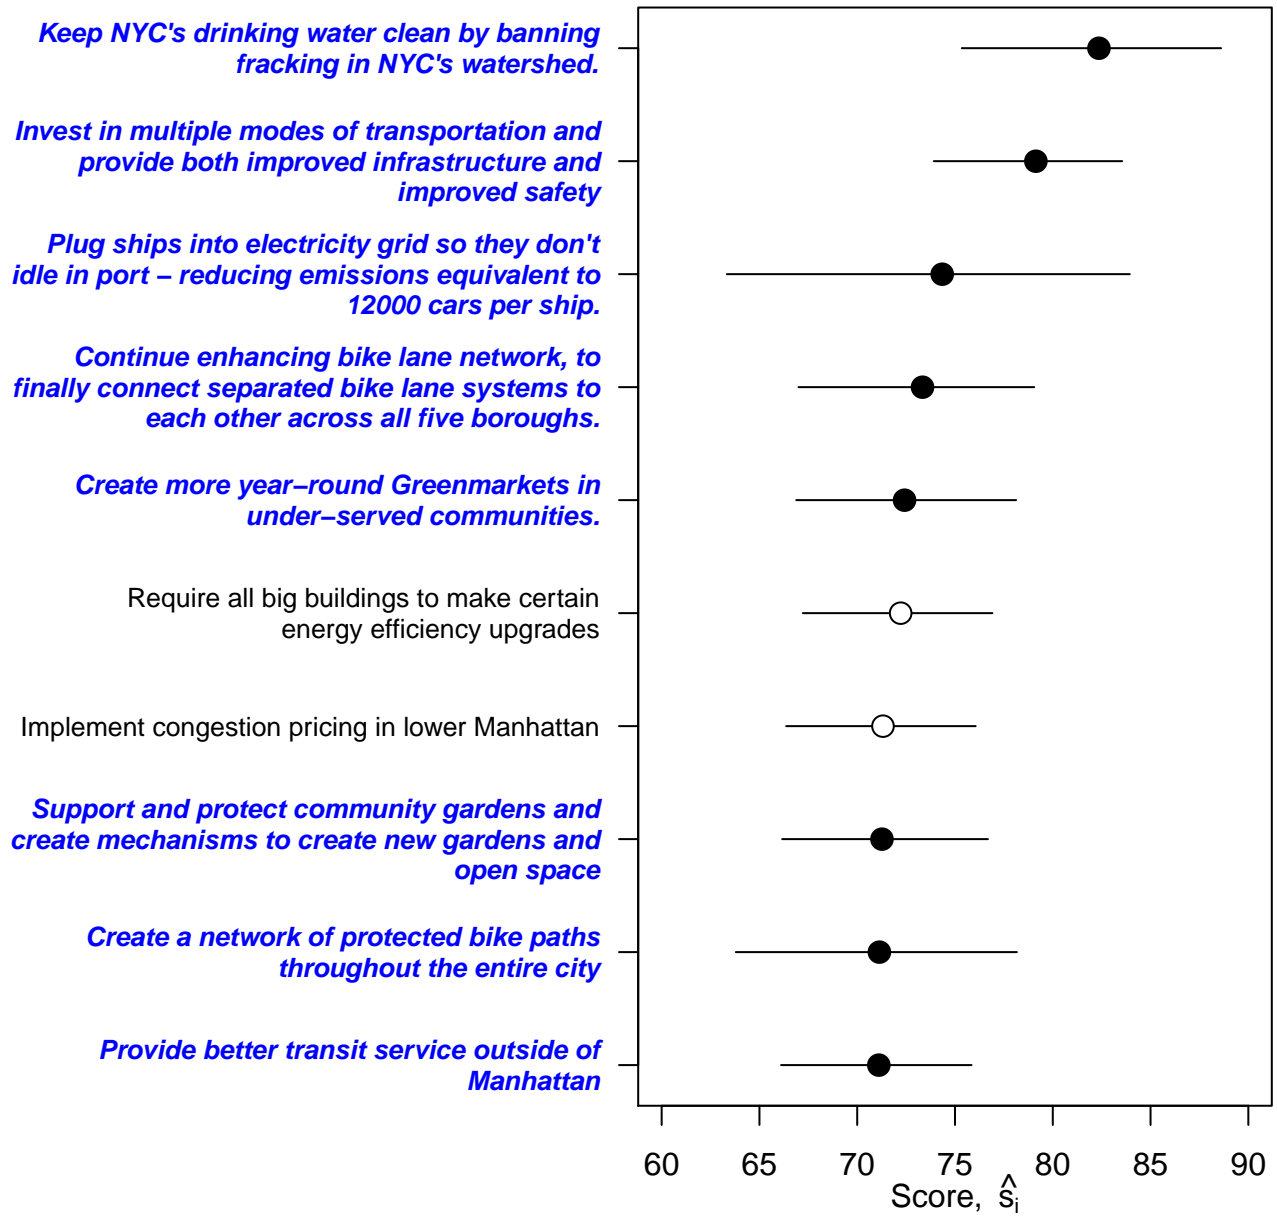 Keep NYC's drinking water clean by banning
fracking in NYC's watershed.
Invest in multiple modes of transportation and
provide both improved infrastructure and
improved safety
Plug ships into electricity grid so they don't
idle in port – reducing emissions equivalent to
12000 cars per ship.
Continue enhancing bike lane network, to
finally connect separated bike lane systems to
each other across all five boroughs.
Create more year–round Greenmarkets in
under–served communities.
Require all big buildings to make certain
energy efficiency upgrades
Implement congestion pricing in lower Manhattan
Support and protect community gardens and
create mechanisms to create new gardens and
open space
Create a network of protected bike paths
throughout the entire city
Provide better transit service outside of
Manhattan
60 65 70 75 80 85 90
Score, ŝi